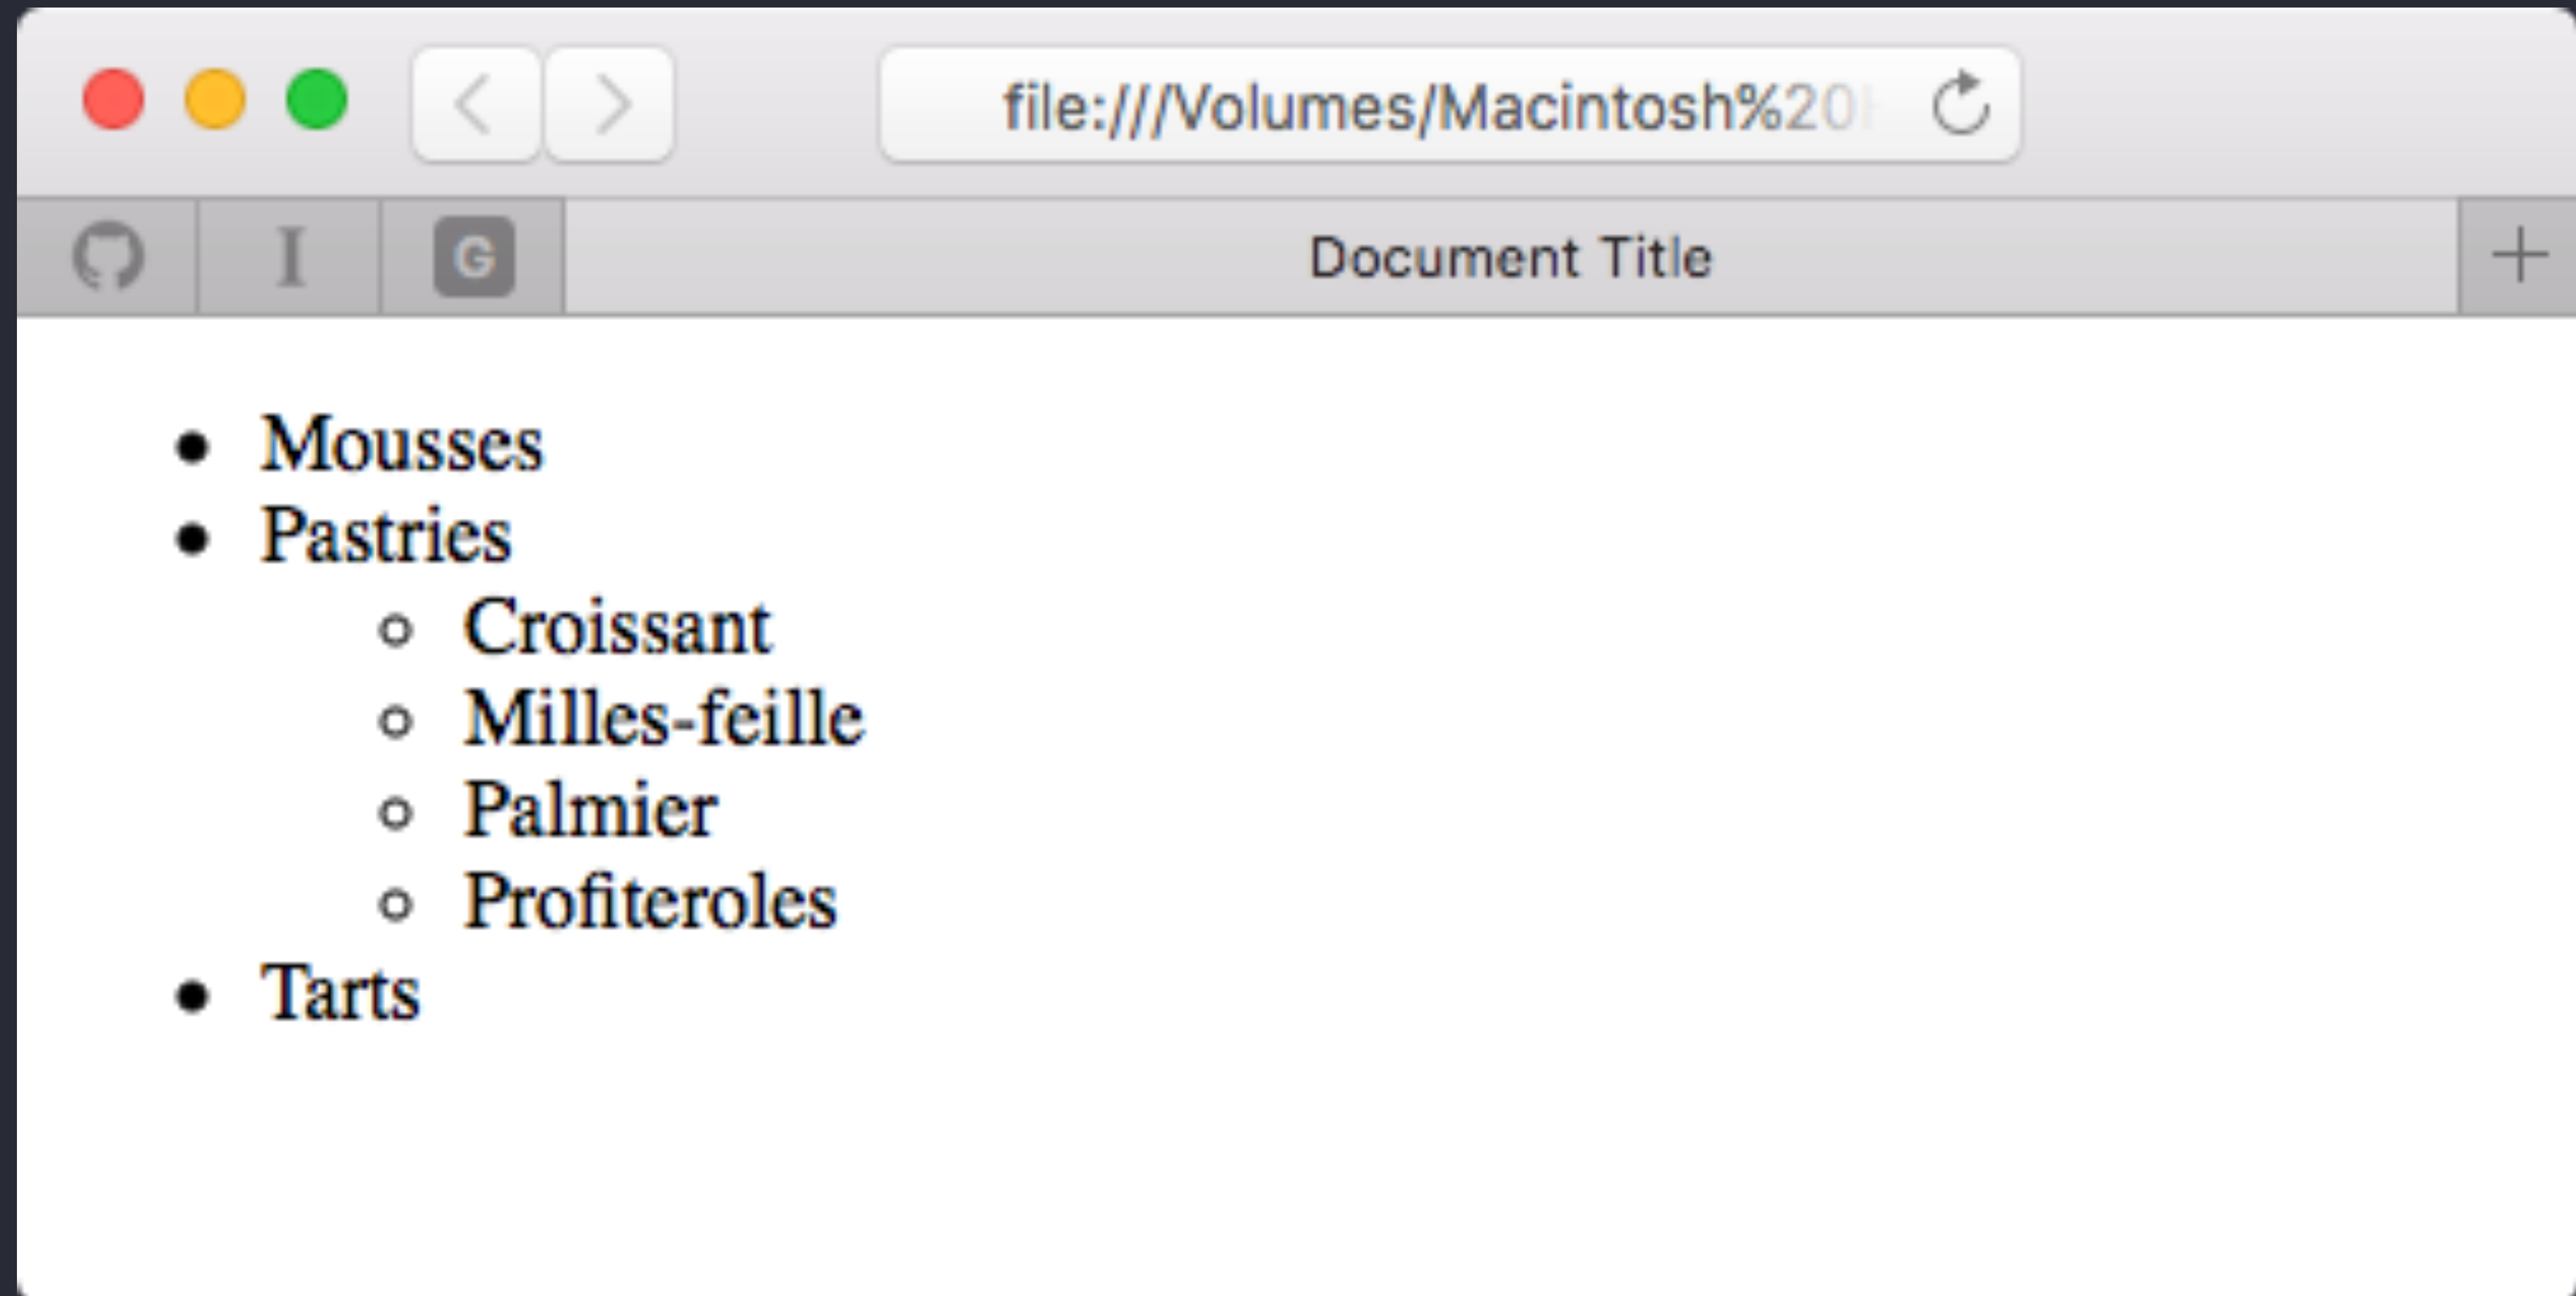 file:///Volumes/Macintosh%20
I G Document Title
Mousses
Pastries
Croissant
Milles-feille
Palmier
Profiteroles
Tarts